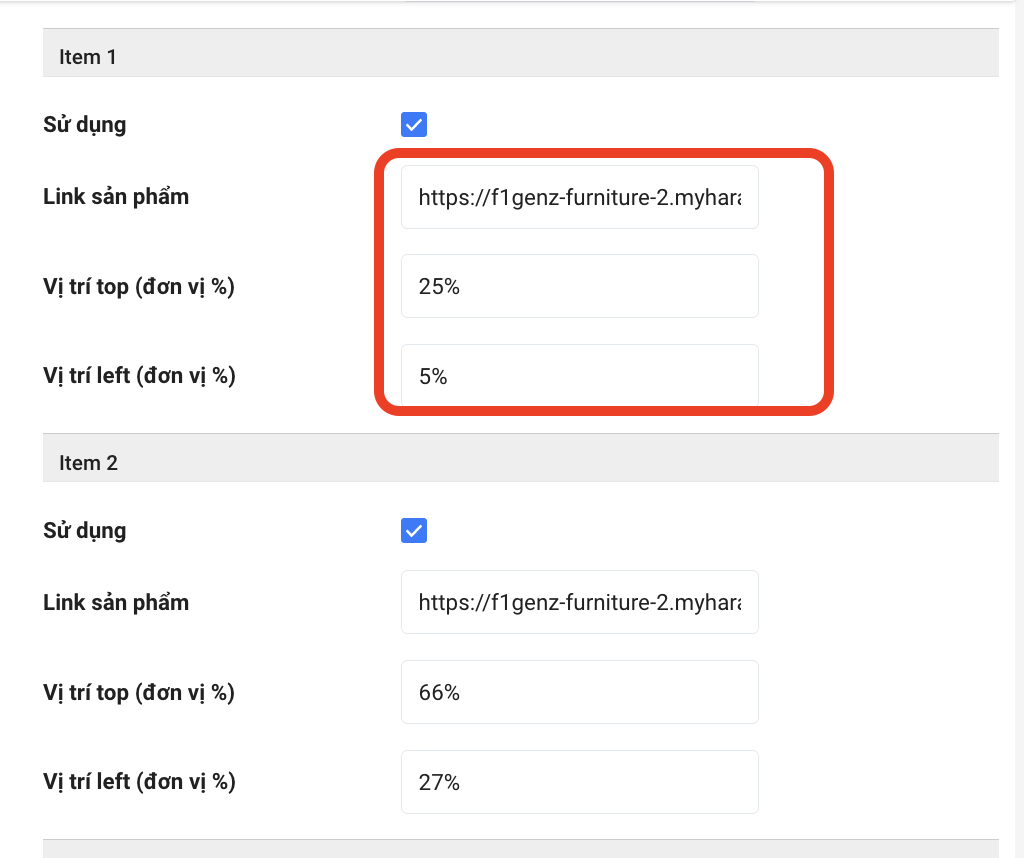 Item 1
Sử dụng
Link sản phẩm https://f1genz-furniture-2.myhara
Vị trí top (đơn vị %) 25%
Vị trí left (đơn vị %) 5%
Item 2
Sử dụng
Link sản phẩm https://f1genz-furniture-2.myhara
Vị trí top (đơn vị %) 66%
Vị trí left (đơn vị %) 27%